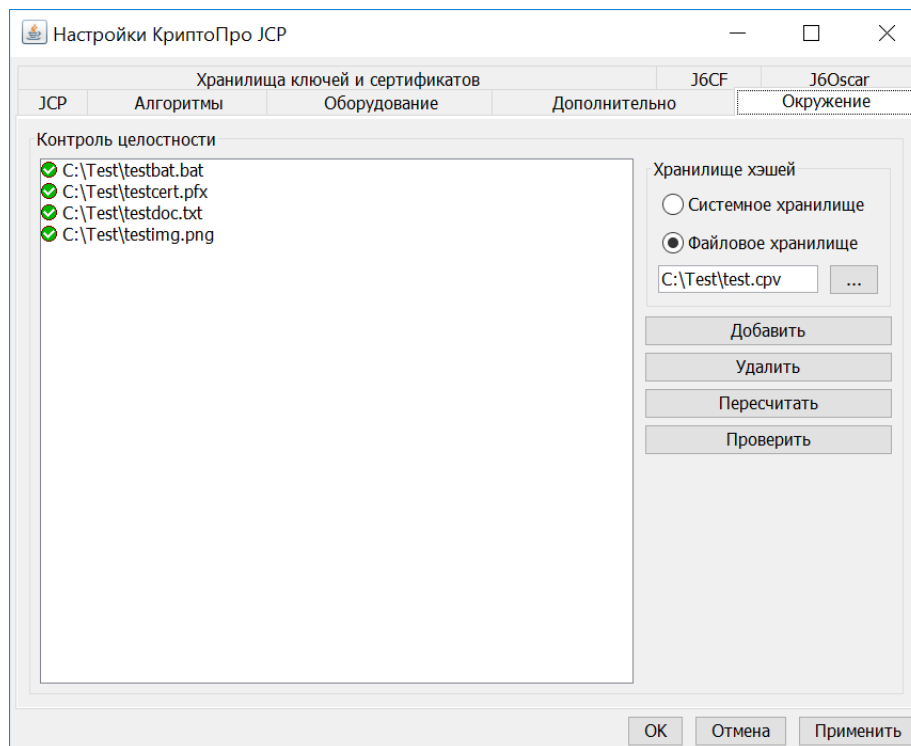 Настройки КриптоПро JCP
Хранилища ключей и сертификатов J6CF J6Oscar
JCP Алгоритмы Оборудование Дополнительно Окружение
Контроль целостности
C:\Test\testbat.bat
C:\Test\testcert.pfx
C:\Test\testdoc.txt
C:\Test\testimg.png
Хранилище хэшей
Системное хранилище
Файловое хранилище
C:\Test\test.cpv ...
Добавить
Удалить
Пересчитать
Проверить
OK Отмена Применить